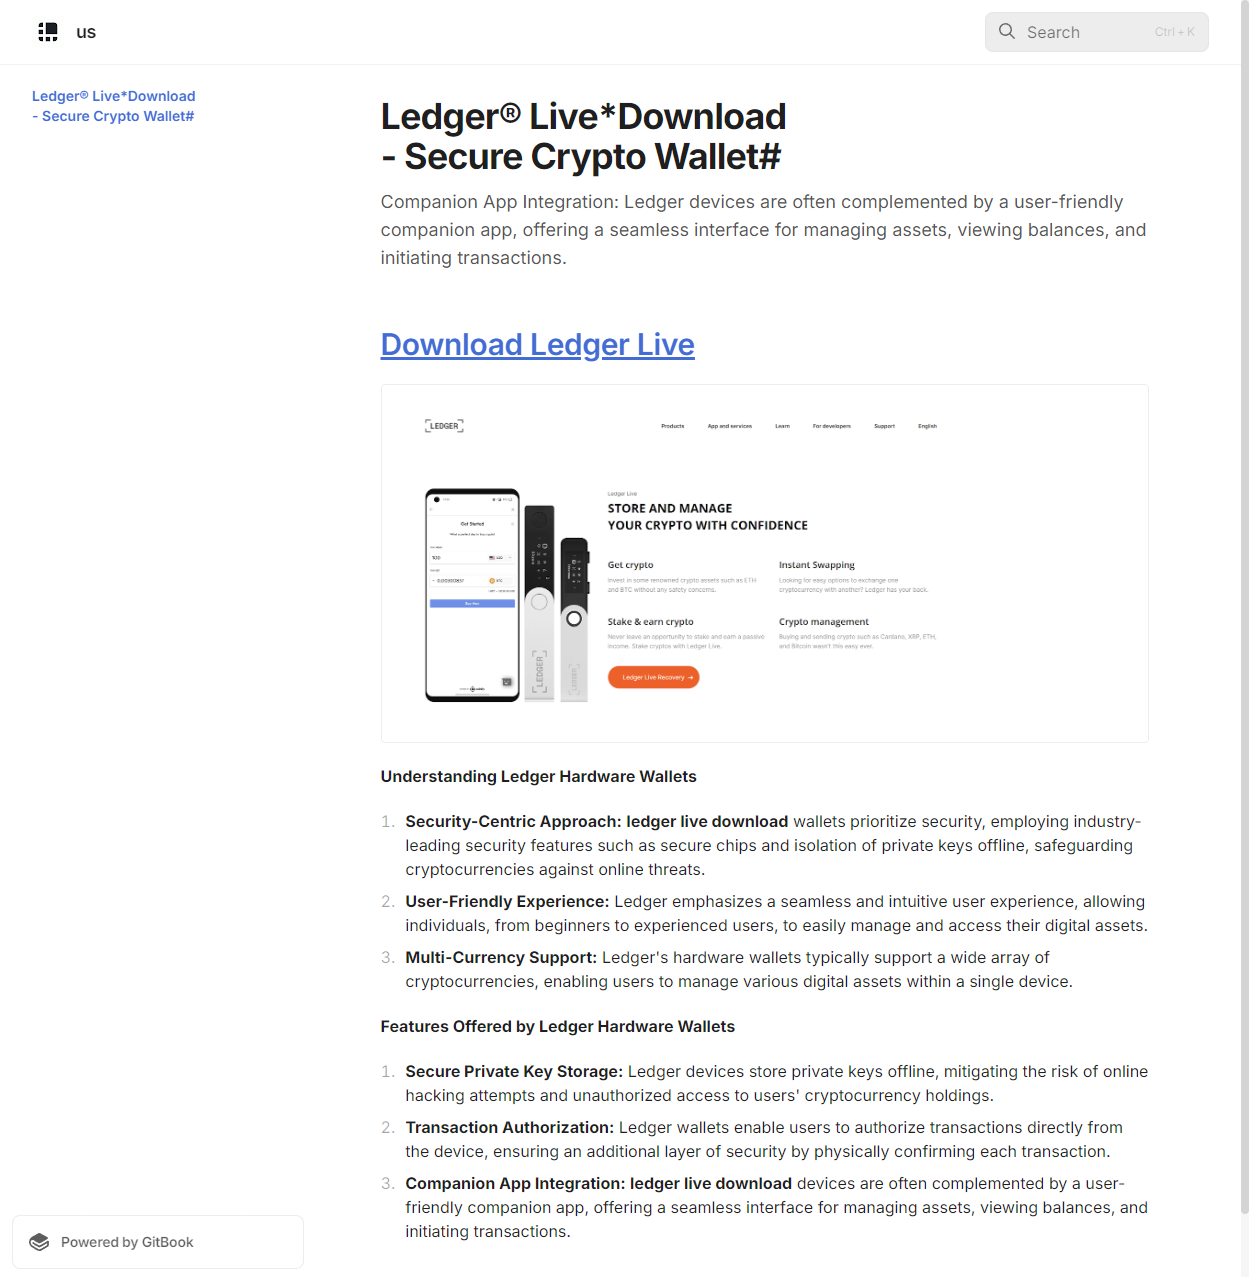 us
Search
Ctrl + K
Ledger® Live*Download
- Secure Crypto Wallet#
Ledger® Live*Download
- Secure Crypto Wallet#
Companion App Integration: Ledger devices are often complemented by a user-friendly
companion app, offering a seamless interface for managing assets, viewing balances, and
initiating transactions.
Download Ledger Live
LEDGER
Products
App and services
Learn
For developers
Support
English
Get Started
100
Buy Now
LEDGER
Ledger Live
STORE AND MANAGE
YOUR CRYPTO WITH CONFIDENCE
Get crypto
Invest in some renowned crypto assets such as ETH
and BTC without any safety concerns.
Instant Swapping
Looking for easy options to exchange one
cryptocurrency with another? Ledger has your back.
Stake & earn crypto
Never leave an opportunity to stake and earn a passive
income. Stake cryptos with Ledger Live.
Crypto management
Buying and sending crypto such as Cardano, XRP, ETH,
and Bitcoin wasn't this easy ever.
Ledger Live Recovery →
Understanding Ledger Hardware Wallets
1. Security-Centric Approach: ledger live download wallets prioritize security, employing industry-
leading security features such as secure chips and isolation of private keys offline, safeguarding
cryptocurrencies against online threats.
2. User-Friendly Experience: Ledger emphasizes a seamless and intuitive user experience, allowing
individuals, from beginners to experienced users, to easily manage and access their digital assets.
3. Multi-Currency Support: Ledger's hardware wallets typically support a wide array of
cryptocurrencies, enabling users to manage various digital assets within a single device.
Features Offered by Ledger Hardware Wallets
1. Secure Private Key Storage: Ledger devices store private keys offline, mitigating the risk of online
hacking attempts and unauthorized access to users' cryptocurrency holdings.
2. Transaction Authorization: Ledger wallets enable users to authorize transactions directly from
the device, ensuring an additional layer of security by physically confirming each transaction.
3. Companion App Integration: ledger live download devices are often complemented by a user-
friendly companion app, offering a seamless interface for managing assets, viewing balances, and
initiating transactions.
Powered by GitBook